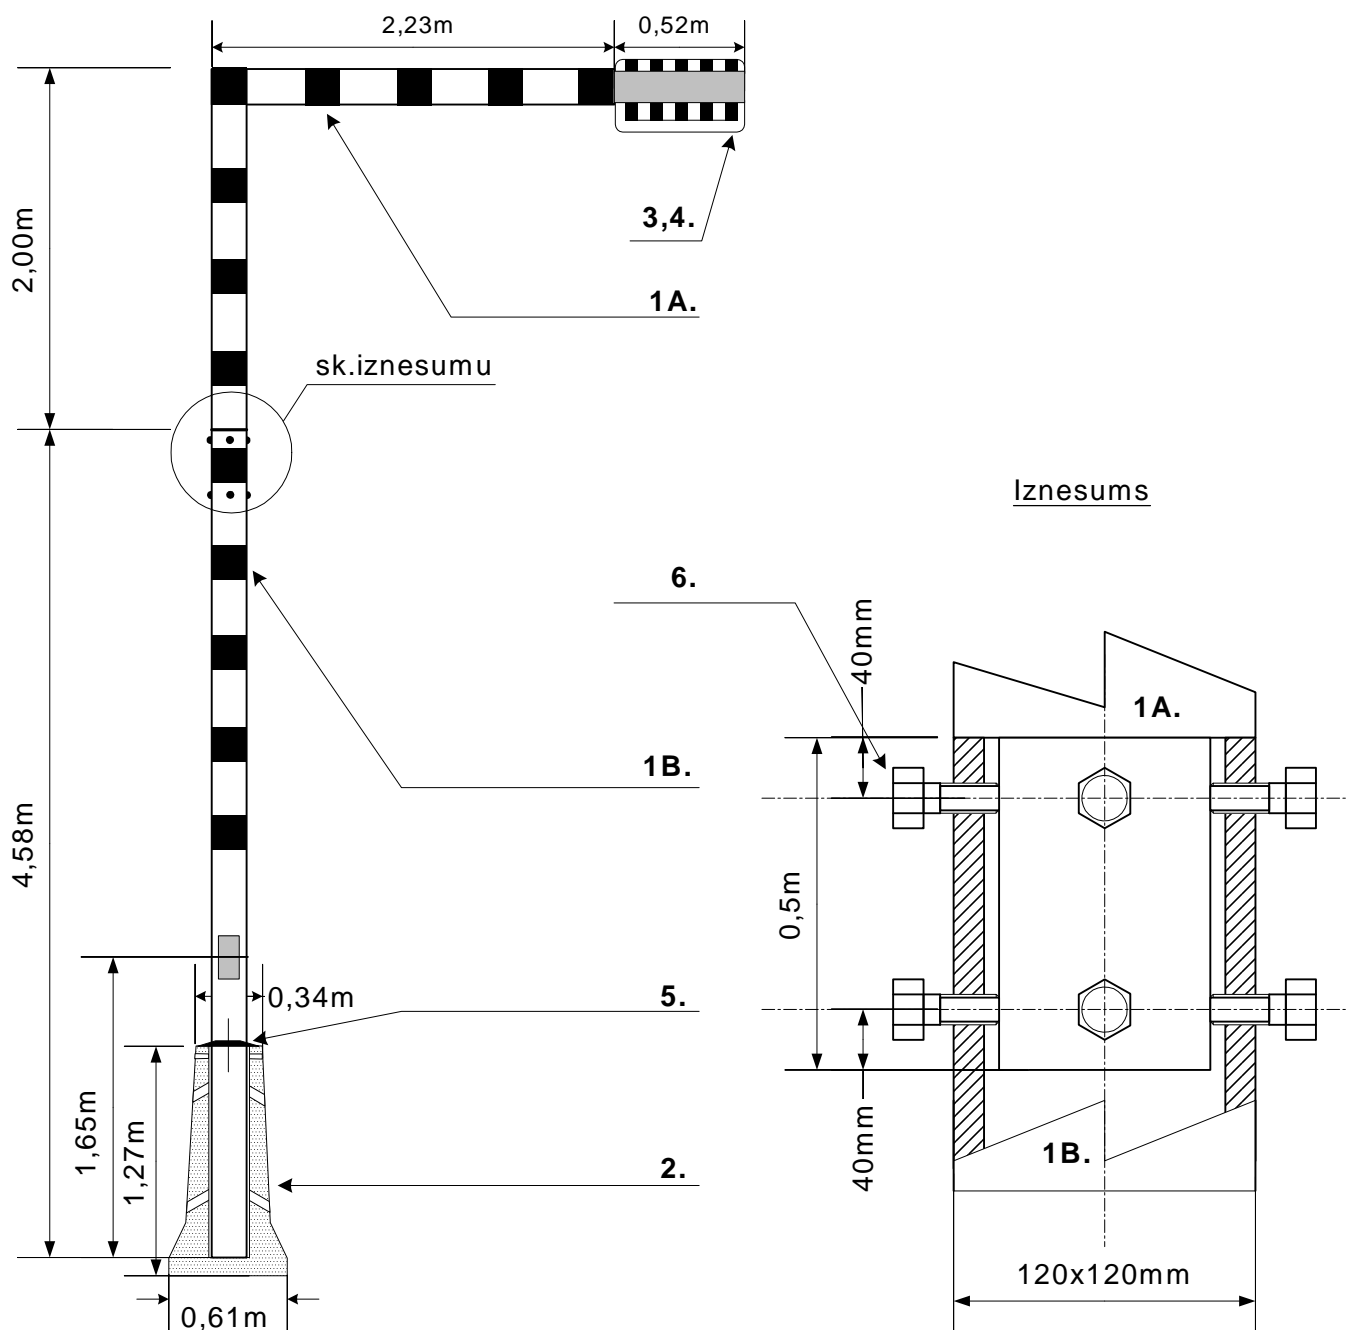 2,23m
0,52m
2,00m
3,4.
1A.
sk.iznesumu
Iznesums
6.
40mm
1A.
1B.
4,58m
0,5m
0,34m
5.
1,65m
1,27m
40mm
1B.
2.
120x120mm
0,61m